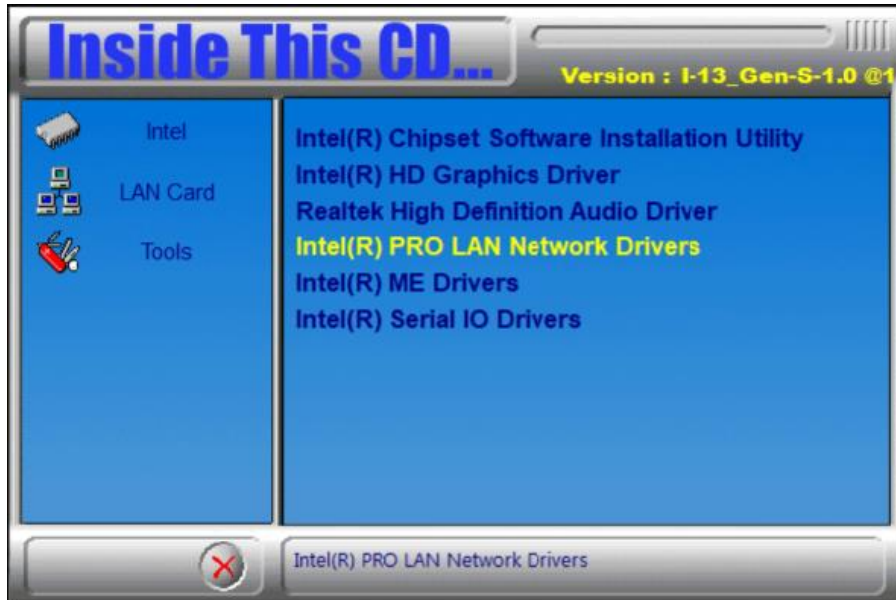 Inside This CD...
Version : I-13_Gen-S-1.0 @1
Intel
LAN Card
Tools
Intel(R) Chipset Software Installation Utility
Intel(R) HD Graphics Driver
Realtek High Definition Audio Driver
Intel(R) PRO LAN Network Drivers
Intel(R) ME Drivers
Intel(R) Serial IO Drivers
Intel(R) PRO LAN Network Drivers